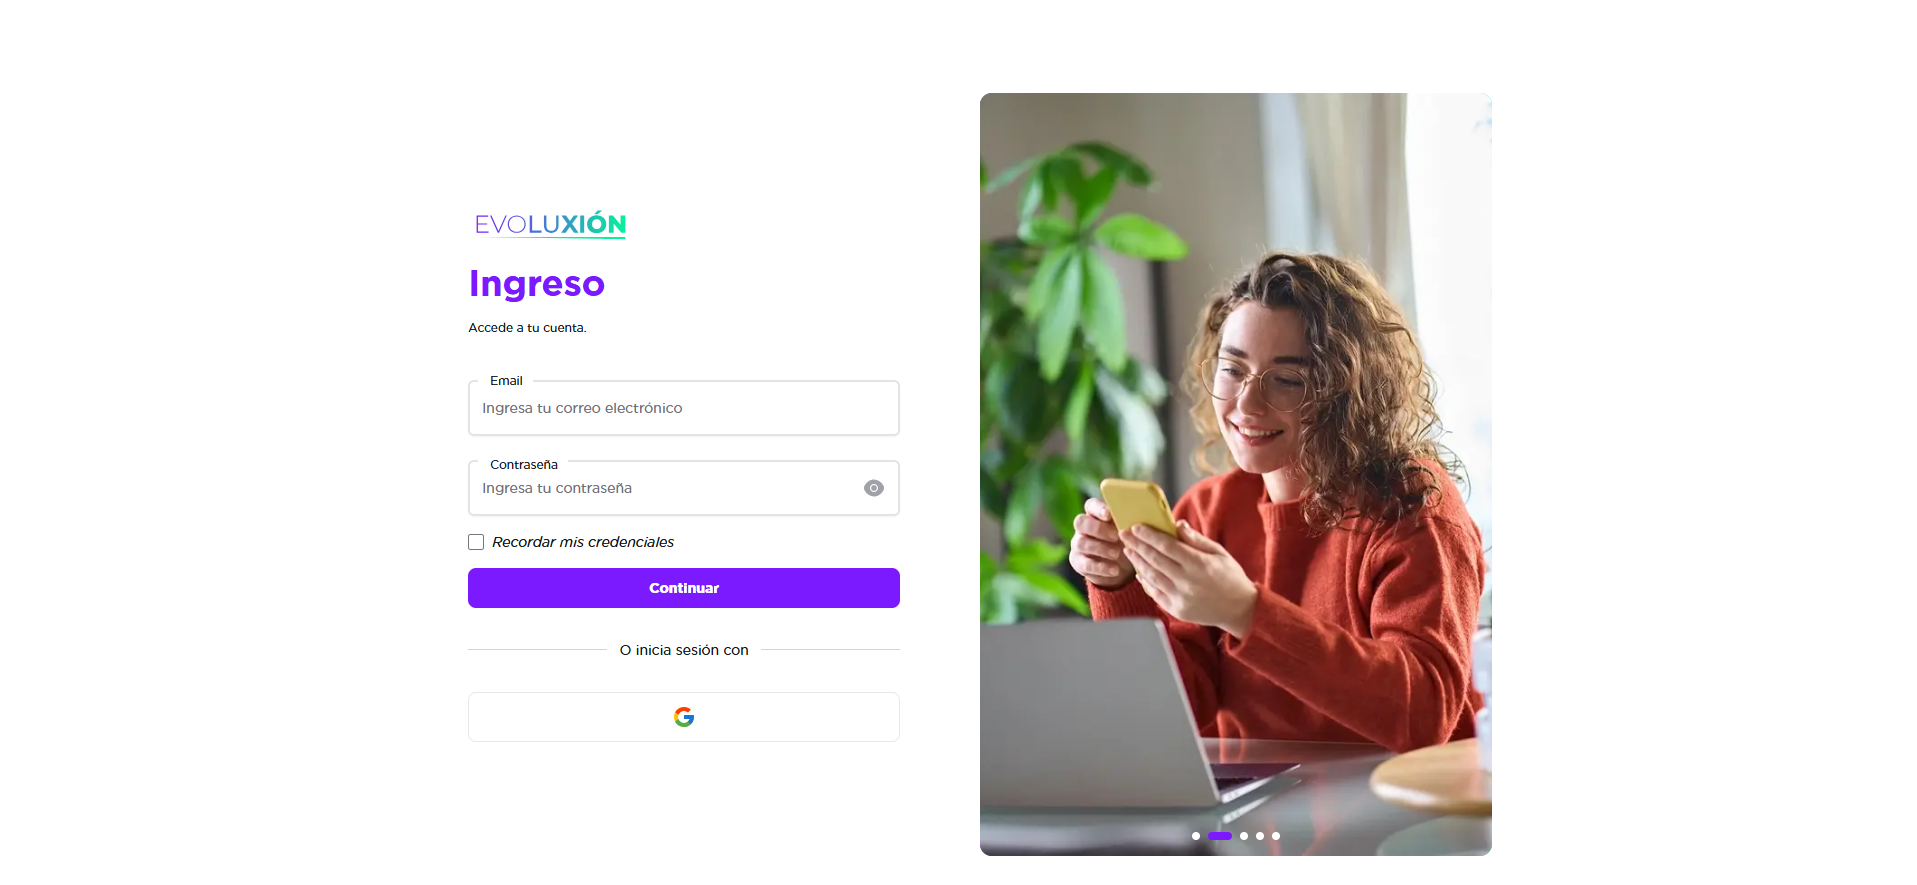 EVOLUXIÓN
Ingreso
Accede a tu cuenta.
Email
Ingresa tu correo electrónico
Contraseña
Ingresa tu contraseña
Recordar mis credenciales
Continuar
O inicia sesión con